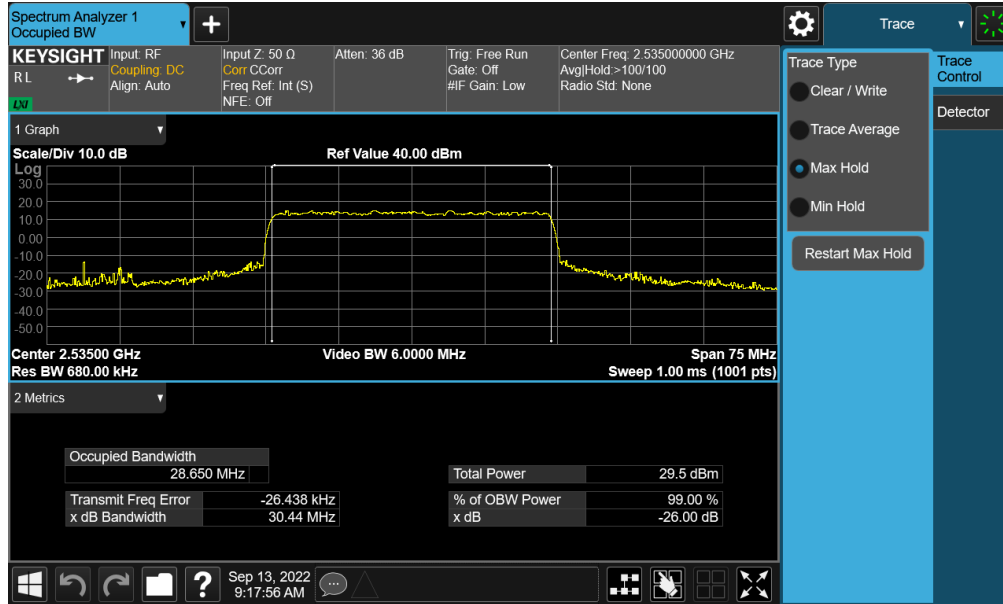 Spectrum Analyzer 1
Occupied BW
+
Trace
KEYSIGHT
R L
LXI
Input: RF
Coupling: DC
Align: Auto
Input Z: 50 Ω
Corr CCorr
Freq Ref: Int (S)
NFE: Off
Atten: 36 dB
Trig: Free Run
Gate: Off
#IF Gain: Low
Center Freq: 2.535000000 GHz
Avg|Hold:>100/100
Radio Std: None
Trace Type
Clear / Write
Trace Average
Max Hold
Min Hold
Restart Max Hold
Trace
Control
Detector
1 Graph
Scale/Div 10.0 dB
Ref Value 40.00 dBm
Log
30.0
20.0
10.0
0.00
-10.0
-20.0
-30.0
-40.0
-50.0
Center 2.53500 GHz
Video BW 6.0000 MHz
Span 75 MHz
Res BW 680.00 kHz
Sweep 1.00 ms (1001 pts)
2 Metrics
Occupied Bandwidth
28.650 MHz
Total Power 29.5 dBm
Transmit Freq Error -26.438 kHz
% of OBW Power 99.00 %
x dB Bandwidth 30.44 MHz
x dB -26.00 dB
?
Sep 13, 2022
9:17:56 AM